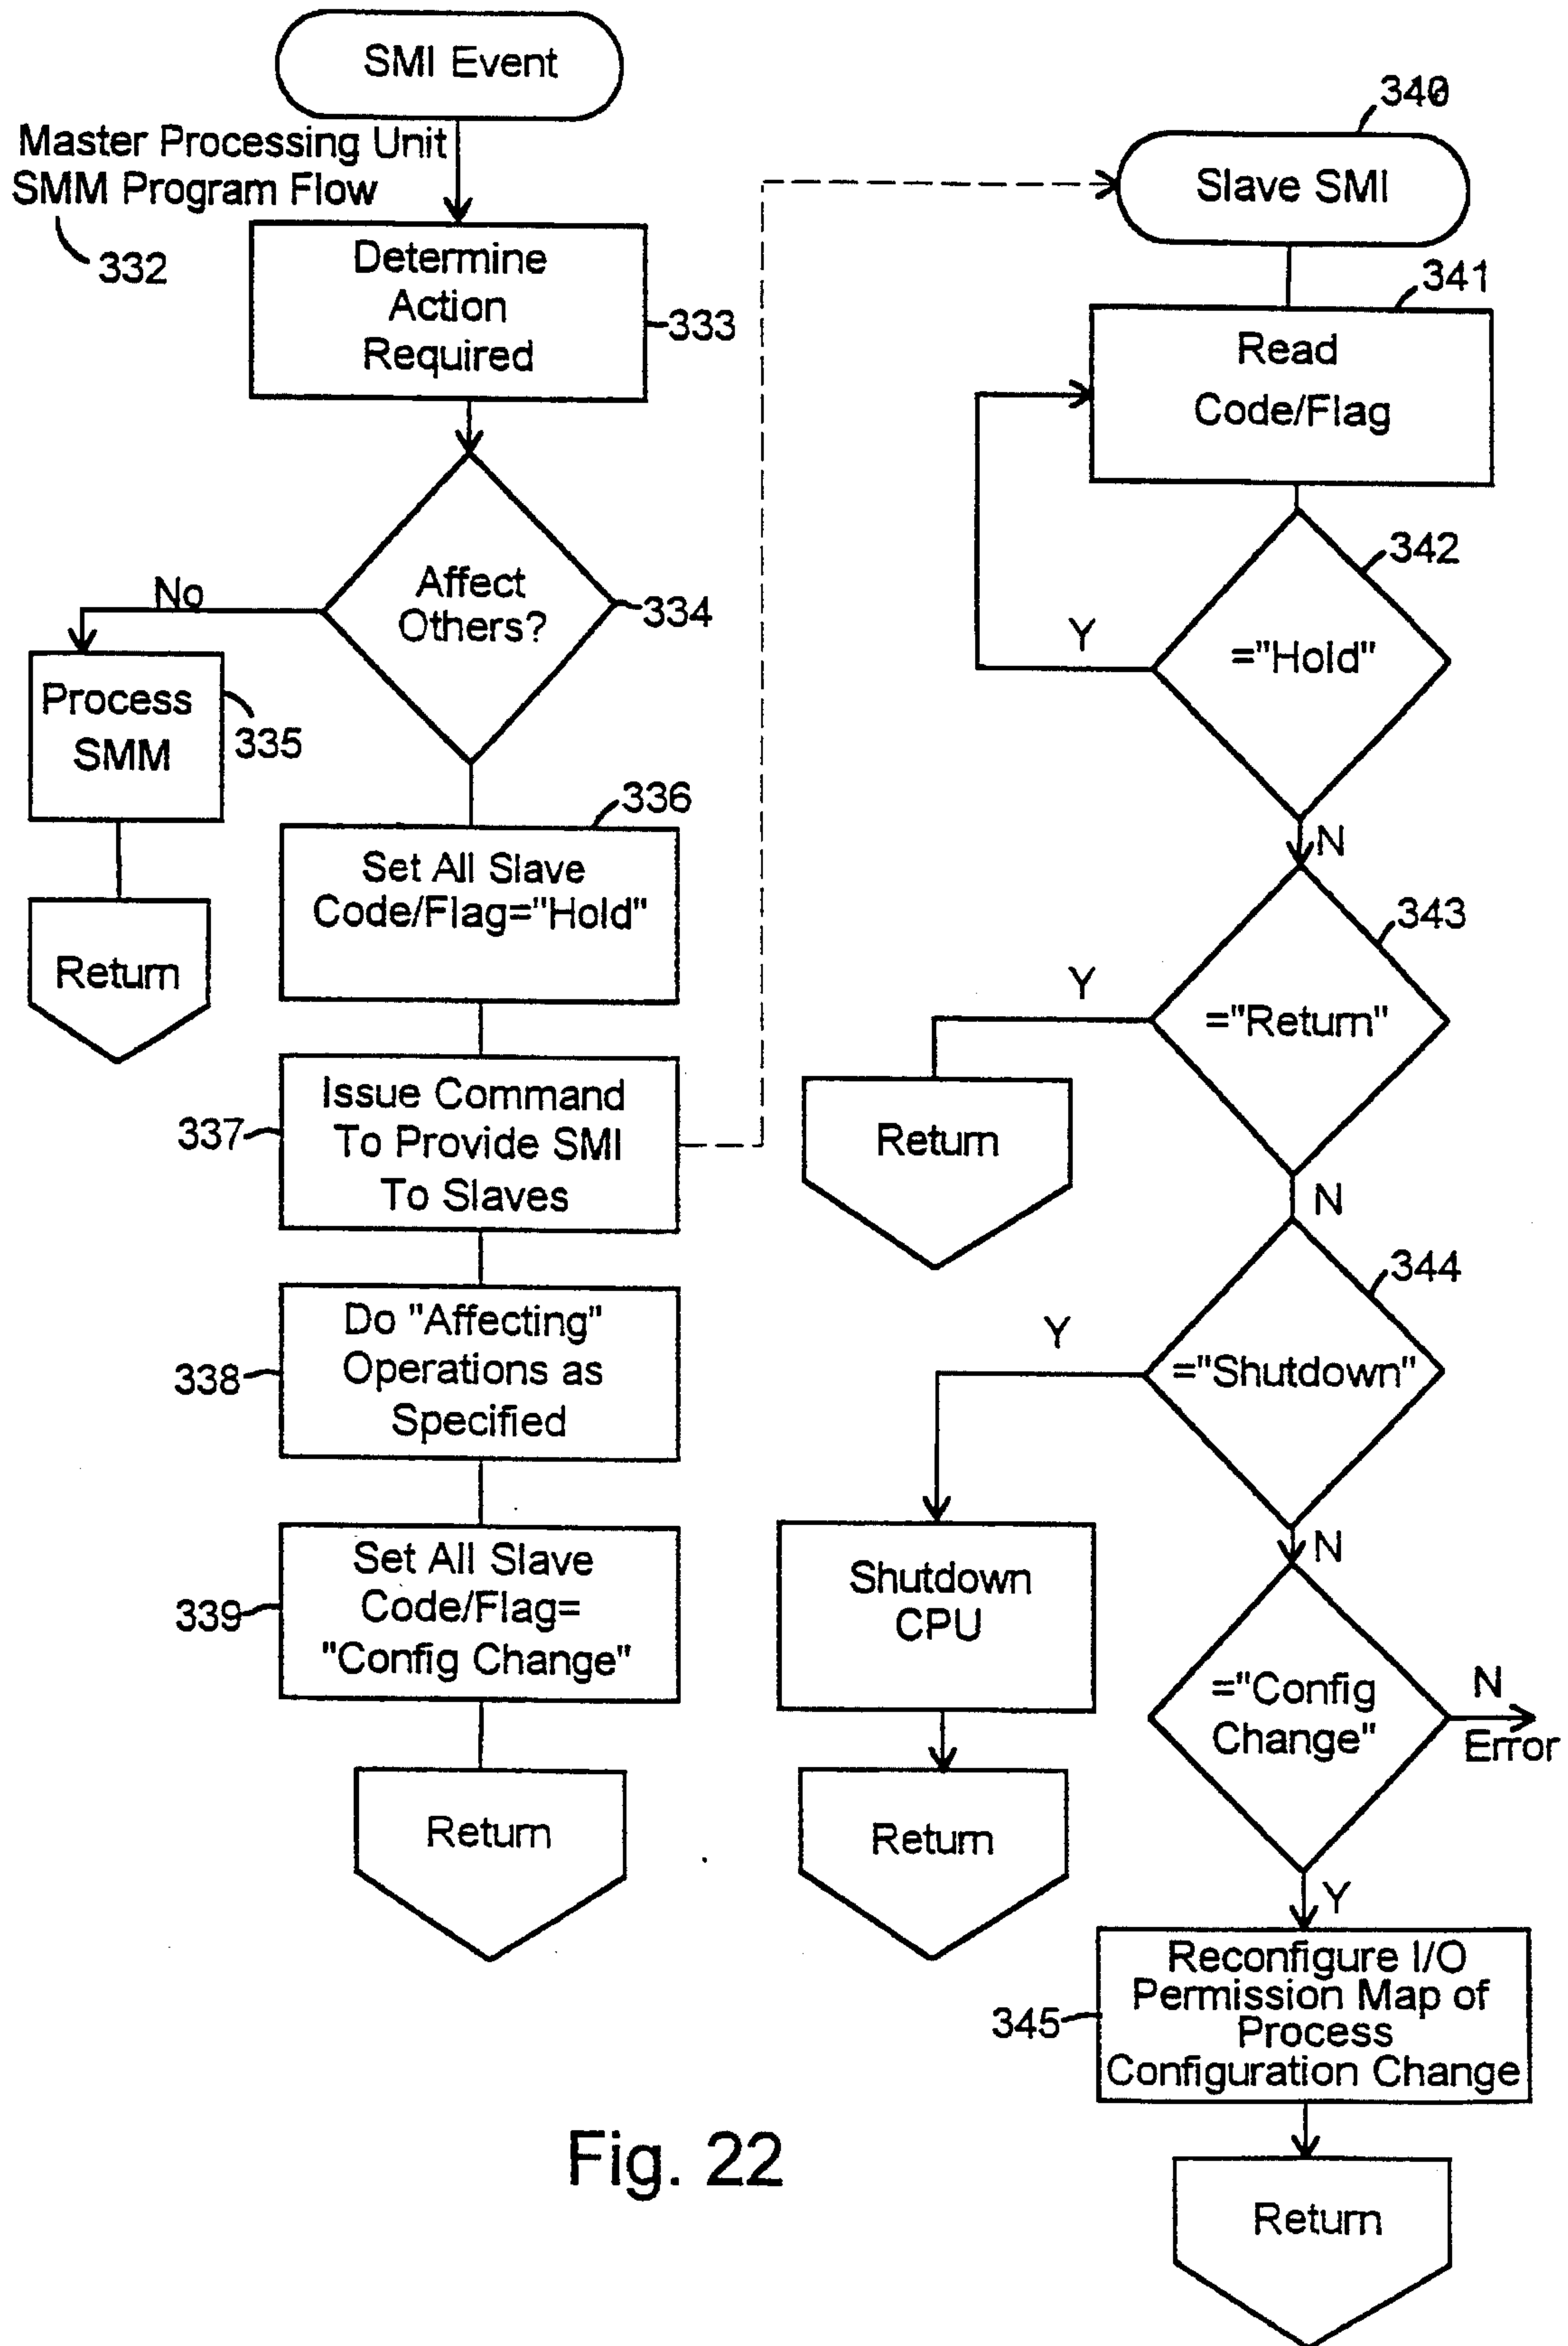 SMI Event
Master Processing Unit
SMM Program Flow
332
Determine
Action
Required
333
Affect
Others?
334
No
Process
SMM
335
Return
336
Set All Slave
Code/Flag="Hold"
Issue Command
To Provide SMI
To Slaves
337
Do "Affecting"
Operations as
Specified
338
Set All Slave
Code/Flag=
"Config Change"
339
Return
340
Slave SMI
341
Read
Code/Flag
342
="Hold"
Y
N
343
="Return"
Y
Return
N
344
="Shutdown"
Y
Shutdown
CPU
Return
N
="Config
Change"
N
Error
Y
Reconfigure I/O
Permission Map of
Process
Configuration Change
345
Return
Fig. 22